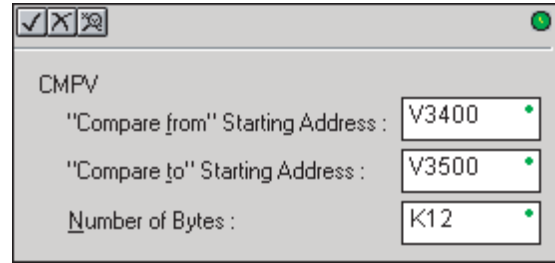 CMPV
"Compare from" Starting Address : V3400
"Compare to" Starting Address : V3500
Number of Bytes : K12